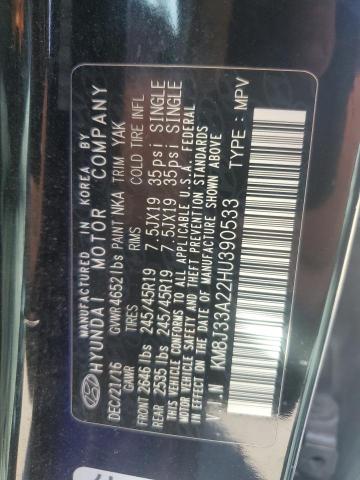 MANUFACTURED IN KOREA BY
HYUNDAI MOTOR COMPANY
DEC/21/16 GVWR4652 lbs PAINT NKA TRIM YAK
GAWR TIRES RIMS COLD TIRE INFL
FRONT 2646 lbs 245/45R19 7.5JX19 35psi SINGLE
REAR 2535 lbs 245/45R19 7.5JX19 35psi SINGLE
THIS VEHICLE CONFORMS TO ALL APPLICABLE U.S.A. FEDERAL
MOTOR VEHICLE SAFETY AND THEFT PREVENTION STANDARDS
IN EFFECT ON THE DATE OF MANUFACTURE SHOWN ABOVE
V.I.N KM8J33A22HU390533 TYPE : MPV